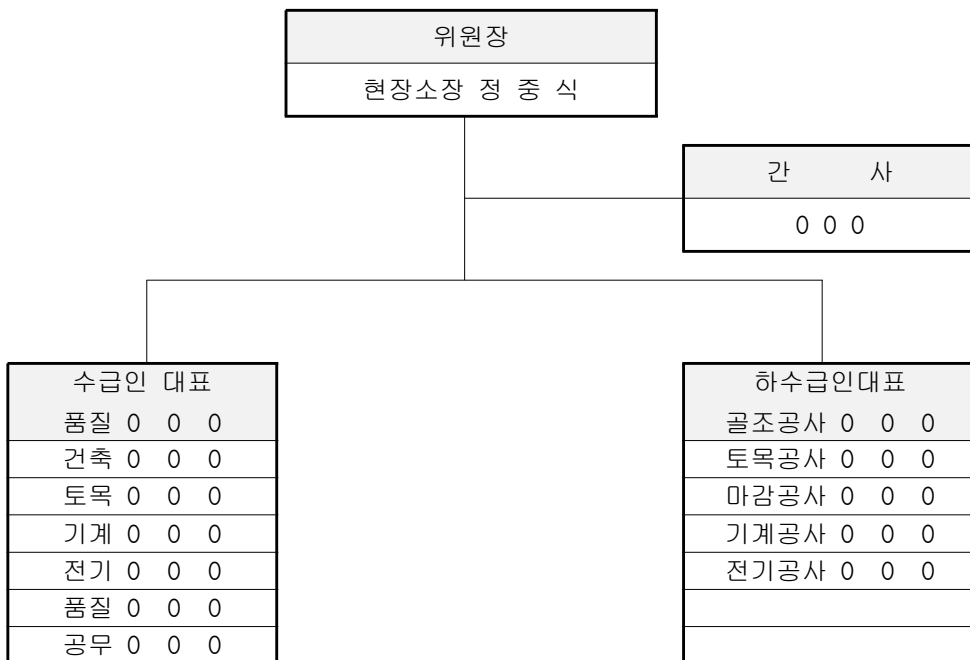 위원장
현장소장 정 중 식
간 사
0 0 0
수급인 대표
품질 0 0 0
건축 0 0 0
토목 0 0 0
기계 0 0 0
전기 0 0 0
품질 0 0 0
공무 0 0 0
하수급인대표
골조공사 0 0 0
토목공사 0 0 0
마감공사 0 0 0
기계공사 0 0 0
전기공사 0 0 0